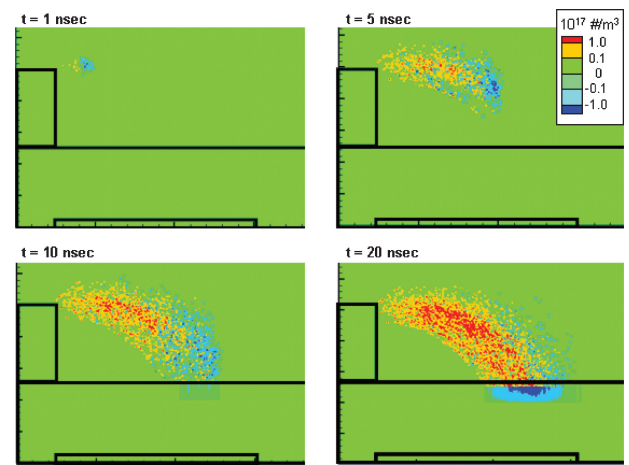 t = 1 nsec
t = 5 nsec
10¹⁷ #/m³
1.0
0.1
0
-0.1
-1.0
t = 10 nsec
t = 20 nsec